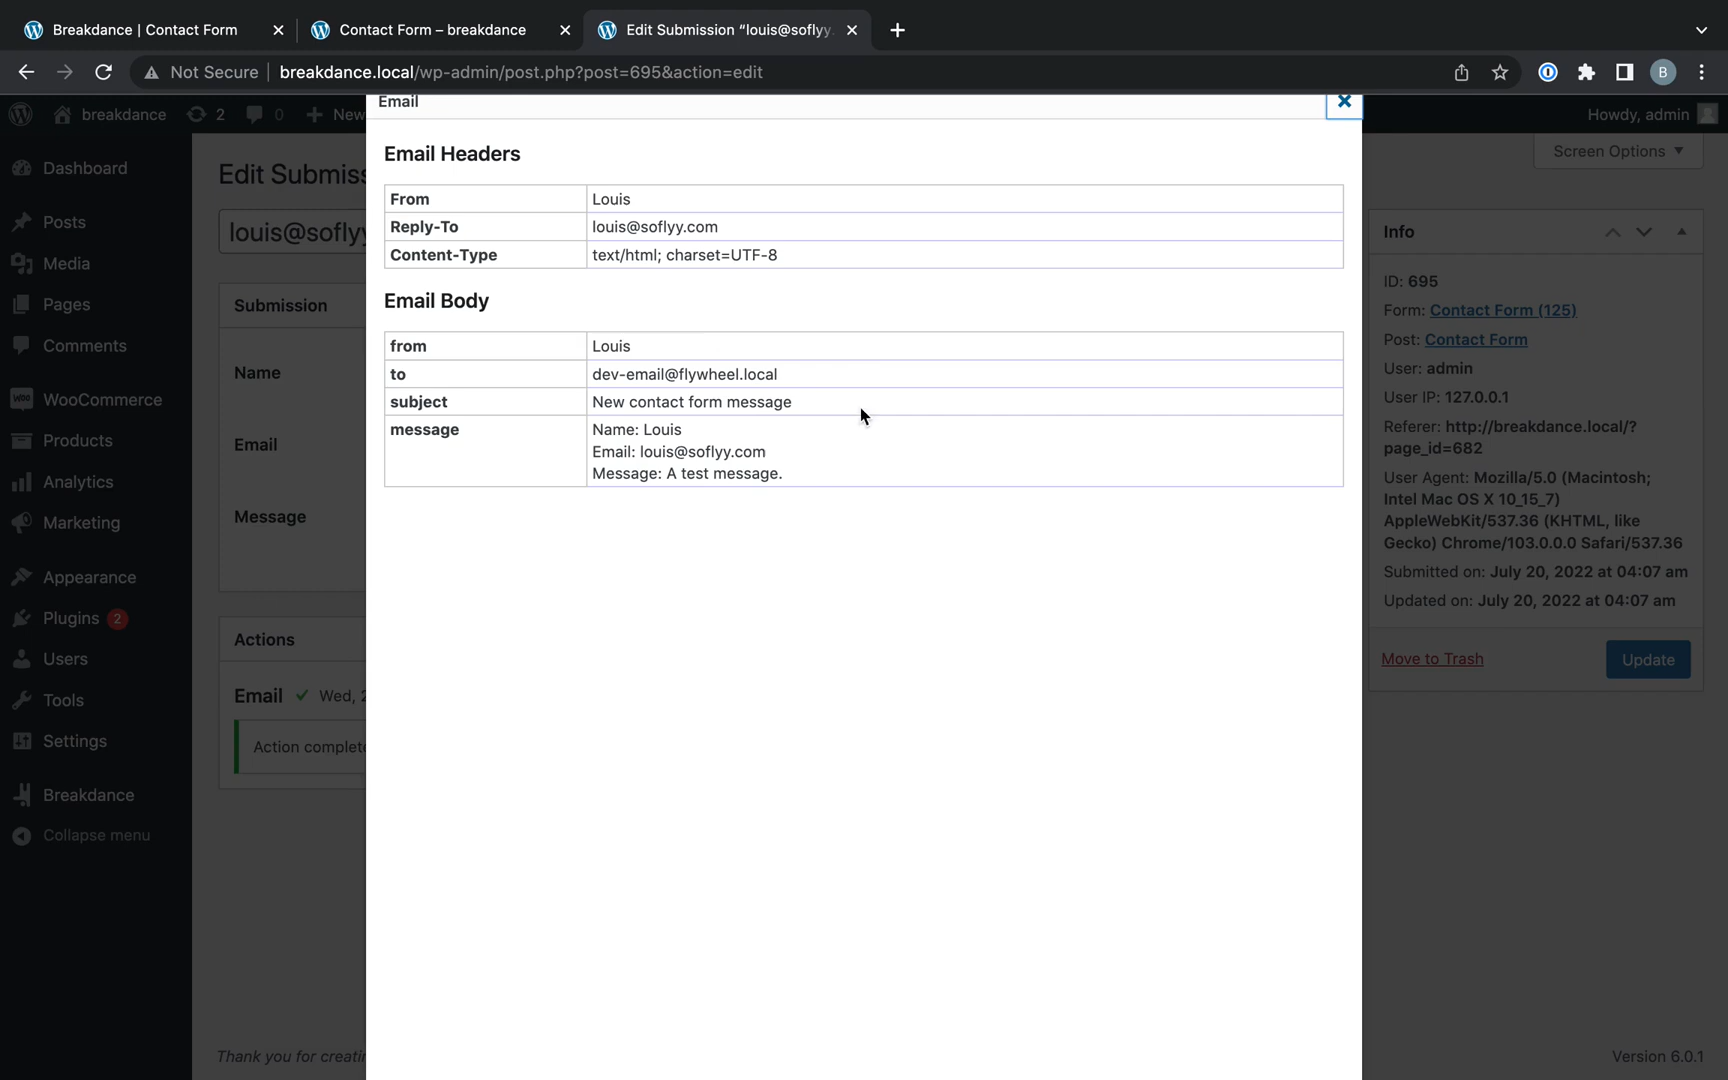 Breakdance | Contact Form
Contact Form – breakdance
Edit Submission “louis@soflyy
Not Secure
breakdance.local/wp-admin/post.php?post=695&action=edit
B
breakdance
2
0
New
Howdy, admin
Screen Options
Dashboard
Posts
Media
Pages
Comments
WooCommerce
Products
Analytics
Marketing
Appearance
Plugins 2
Users
Tools
Settings
Breakdance
Collapse menu
Edit Submiss
louis@soflyy
Submission
Name
Email
Message
Actions
Email ✓ Wed, 2
Action complete
Thank you for creatin
Email
Email Headers
From Louis
Reply-To louis@soflyy.com
Content-Type text/html; charset=UTF-8
Email Body
from Louis
to dev-email@flywheel.local
subject New contact form message
message Name: Louis
Email: louis@soflyy.com
Message: A test message.
Info
ID: 695
Form: Contact Form (125)
Post: Contact Form
User: admin
User IP: 127.0.0.1
Referer: http://breakdance.local/?
page_id=682
User Agent: Mozilla/5.0 (Macintosh;
Intel Mac OS X 10_15_7)
AppleWebKit/537.36 (KHTML, like
Gecko) Chrome/103.0.0.0 Safari/537.36
Submitted on: July 20, 2022 at 04:07 am
Updated on: July 20, 2022 at 04:07 am
Move to Trash
Update
Version 6.0.1